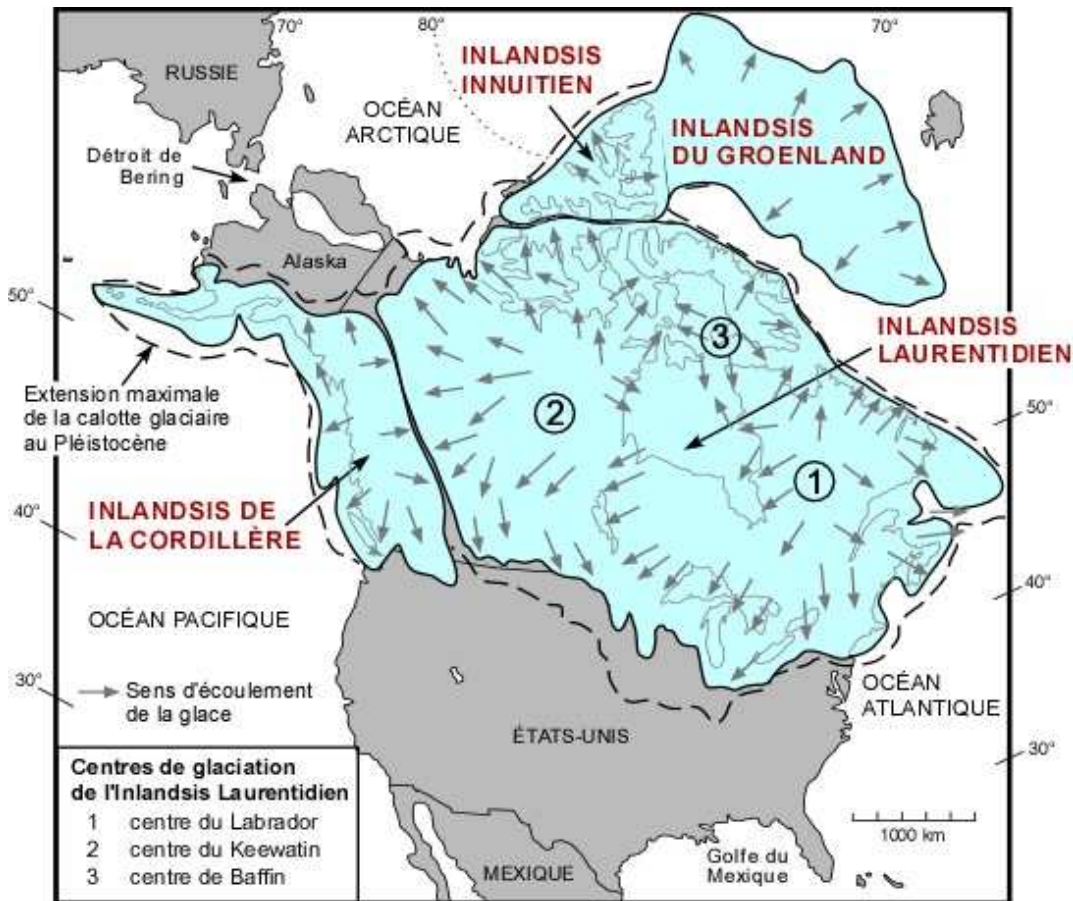 70°
80°
70°
RUSSIE
INLANDSIS
INNUITIEN
OCÉAN
ARCTIQUE
INLANDSIS
DU GROENLAND
Détroit de
Bering
Alaska
50°
3
INLANDSIS
LAURENTIDIEN
Extension maximale
de la calotte glaciaire
au Pléistocène
2
50°
1
INLANDSIS DE
LA CORDILLÈRE
40°
40°
OCÉAN PACIFIQUE
30°
OCÉAN
ATLANTIQUE
Sens d'écoulement
de la glace
ÉTATS-UNIS
30°
Centres de glaciation
de l'Inlandsis Laurentidien
1 centre du Labrador
2 centre du Keewatin
3 centre de Baffin
1000 km
MEXIQUE
Golfe du
Mexique